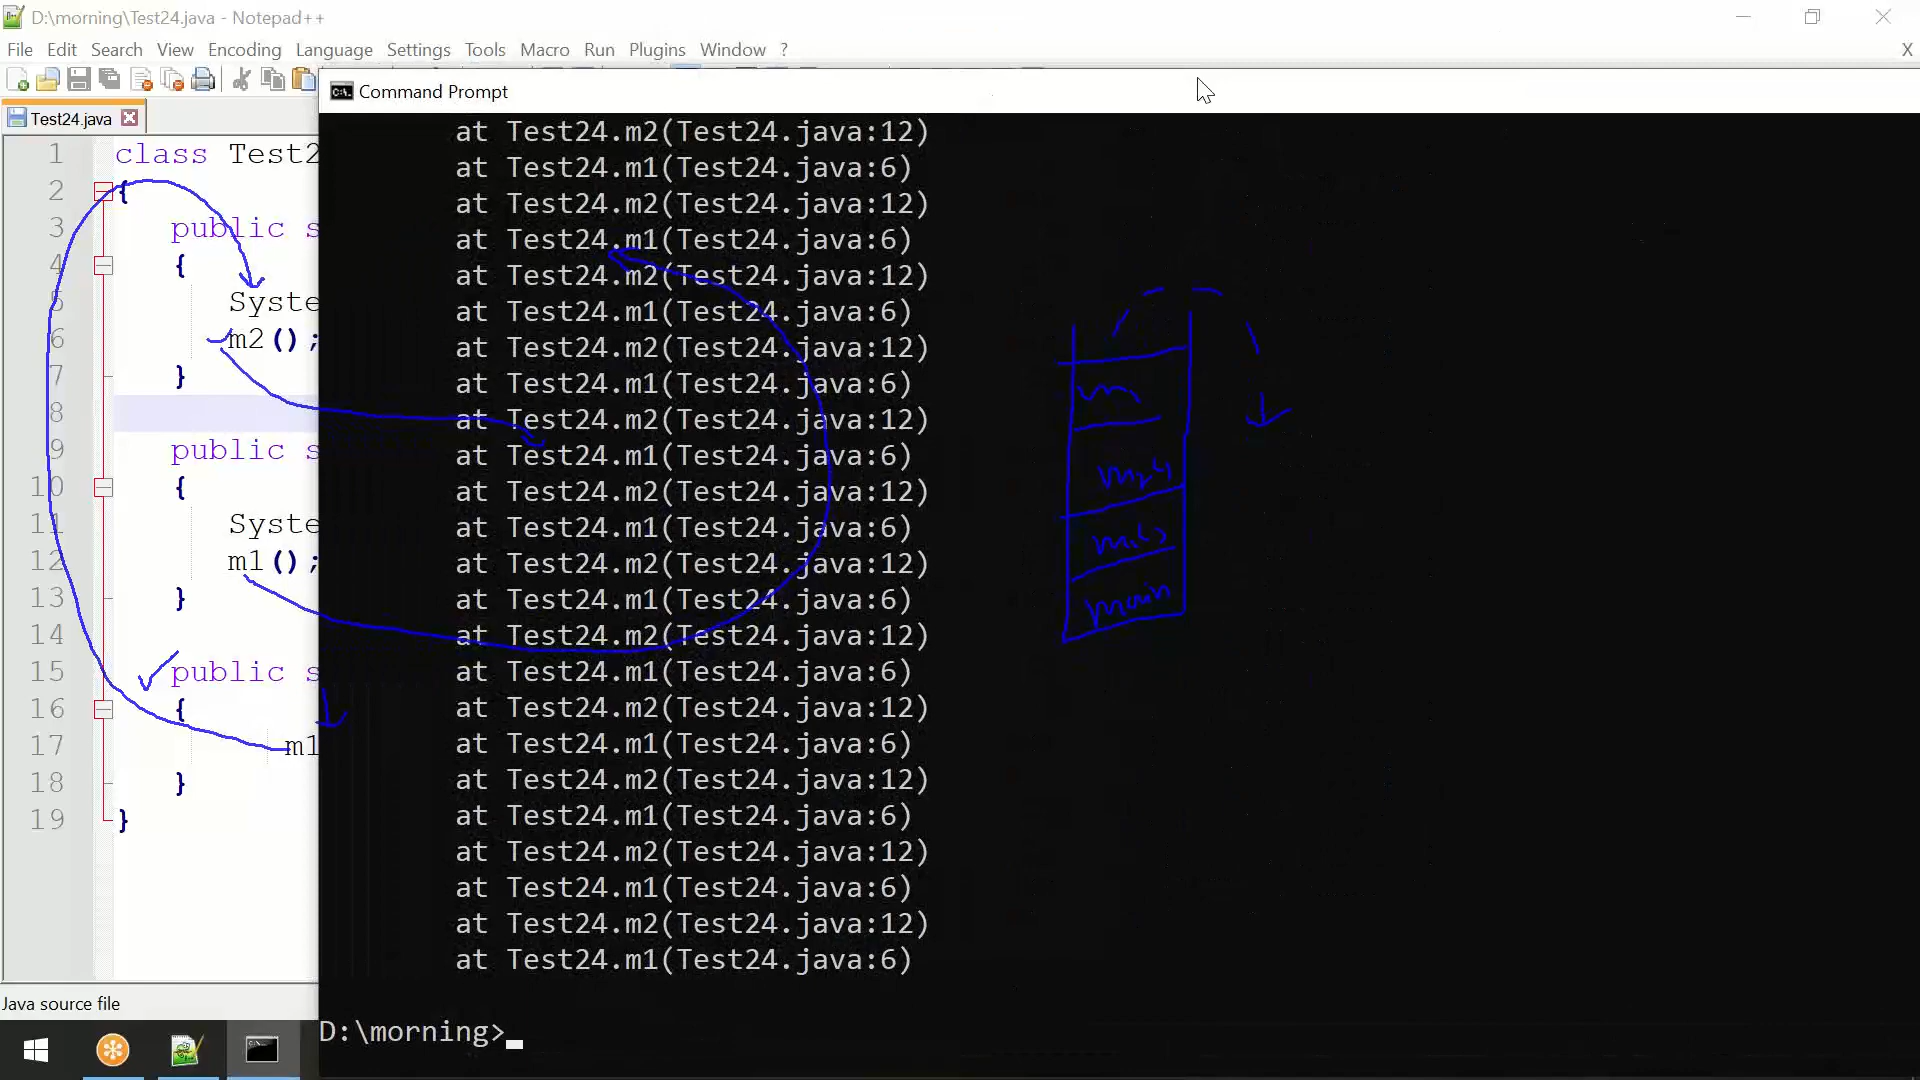 D:\morning\Test24.java - Notepad++
File Edit Search View Encoding Language Settings Tools Macro Run Plugins Window ? X
Command Prompt
Test24.java
1 class Test2
2 {
3 public s
4 {
5 Syste
6 m2();
7 }
8
9 public s
10 {
11 Syste
12 m1();
13 }
14
15 public s
16 {
17 m1
18 }
19 }
at Test24.m2(Test24.java:12)
at Test24.m1(Test24.java:6)
at Test24.m2(Test24.java:12)
at Test24.m1(Test24.java:6)
at Test24.m2(Test24.java:12)
at Test24.m1(Test24.java:6)
at Test24.m2(Test24.java:12)
at Test24.m1(Test24.java:6)
at Test24.m2(Test24.java:12)
at Test24.m1(Test24.java:6)
at Test24.m2(Test24.java:12)
at Test24.m1(Test24.java:6)
at Test24.m2(Test24.java:12)
at Test24.m1(Test24.java:6)
at Test24.m2(Test24.java:12)
at Test24.m1(Test24.java:6)
at Test24.m2(Test24.java:12)
at Test24.m1(Test24.java:6)
at Test24.m2(Test24.java:12)
at Test24.m1(Test24.java:6)
at Test24.m2(Test24.java:12)
at Test24.m1(Test24.java:6)
at Test24.m2(Test24.java:12)
at Test24.m1(Test24.java:6)
D:\morning>
m2()
m1()
main
Java source file